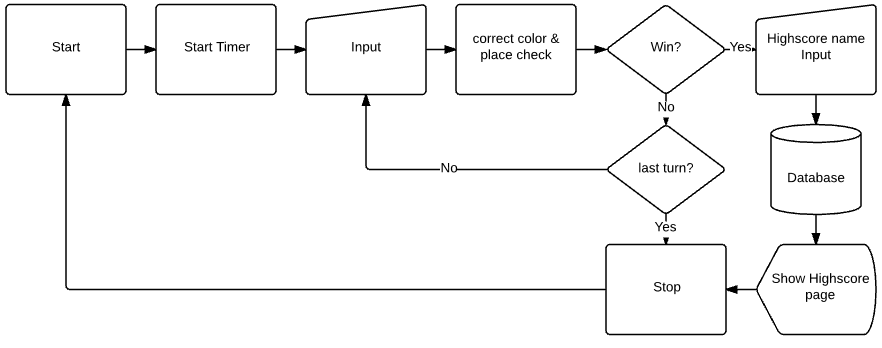 Start
Start Timer
Input
correct color &
place check
Win?
Yes
Highscore name
Input
No
last turn?
Database
No
Yes
Stop
Show Highscore
page